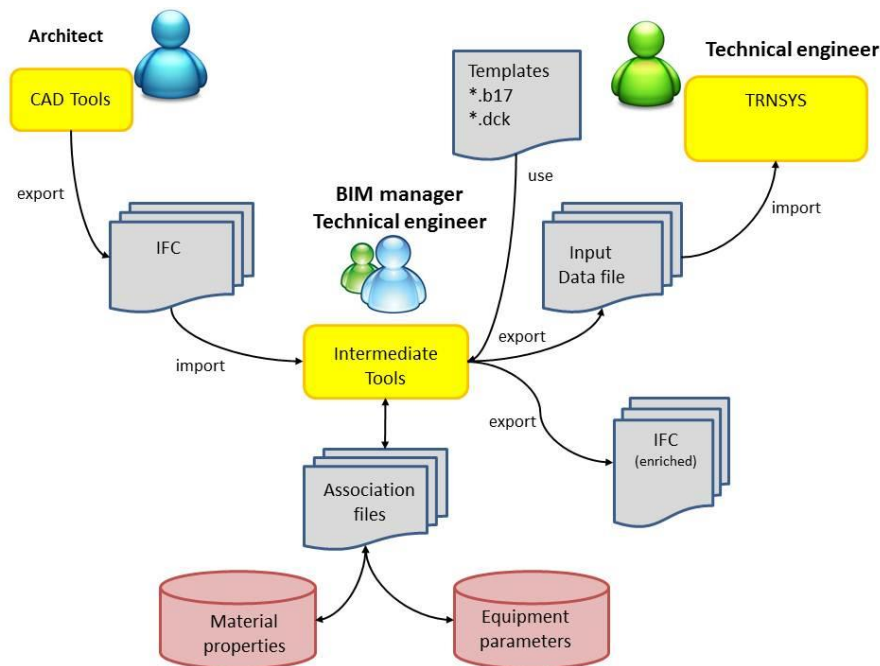 Architect
CAD Tools
export
IFC
import
BIM manager
Technical engineer
Templates
*.b17
*.dck
use
Technical engineer
TRNSYS
import
Input
Data file
export
Intermediate
Tools
export
IFC
(enriched)
Association
files
Material
properties
Equipment
parameters